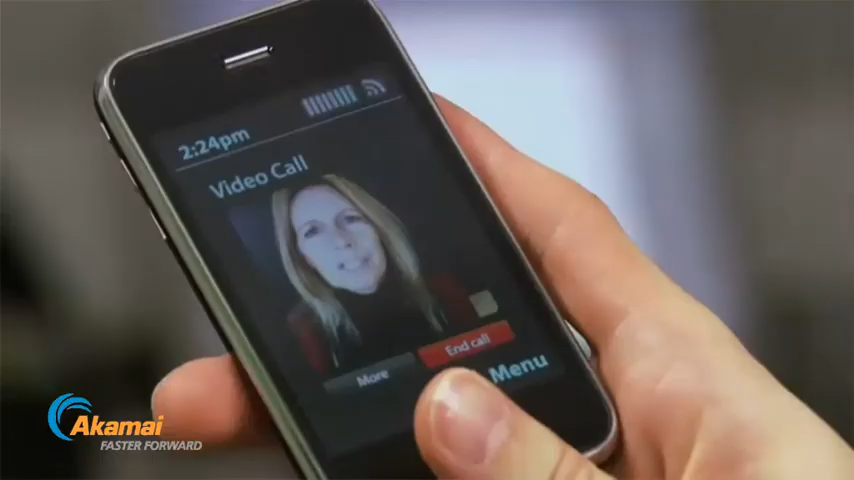 2:24pm
Video Call
More
End call
Menu
Akamai
FASTER FORWARD